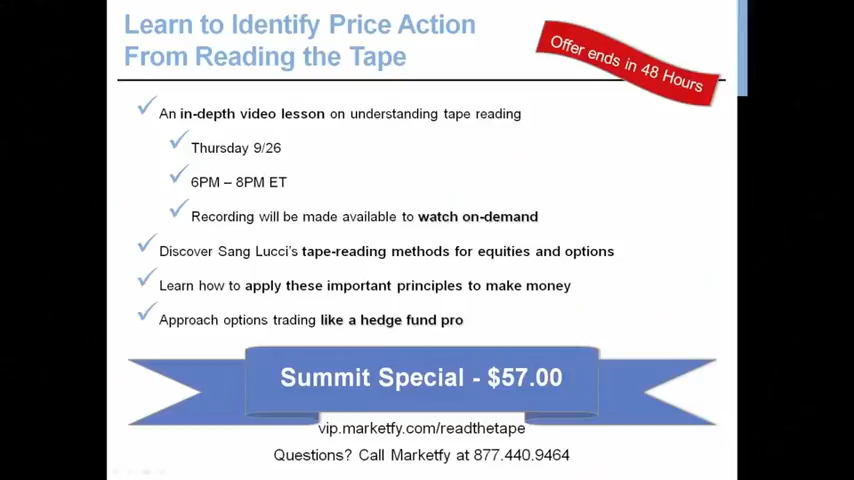 Learn to Identify Price Action
From Reading the Tape
Offer ends in 48 Hours
An in-depth video lesson on understanding tape reading
Thursday 9/26
6PM – 8PM ET
Recording will be made available to watch on-demand
Discover Sang Lucci's tape-reading methods for equities and options
Learn how to apply these important principles to make money
Approach options trading like a hedge fund pro
Summit Special - $57.00
vip.marketfy.com/readthetape
Questions? Call Marketfy at 877.440.9464